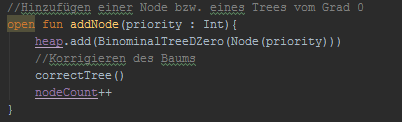 //Hinzufügen einer Node bzw. eines Trees vom Grad 0
open fun addNode(priority : Int){
    heap.add(BinominalTreeDZero(Node(priority)))
    //Korrigieren des Baums
    correctTree()
    nodeCount++
}